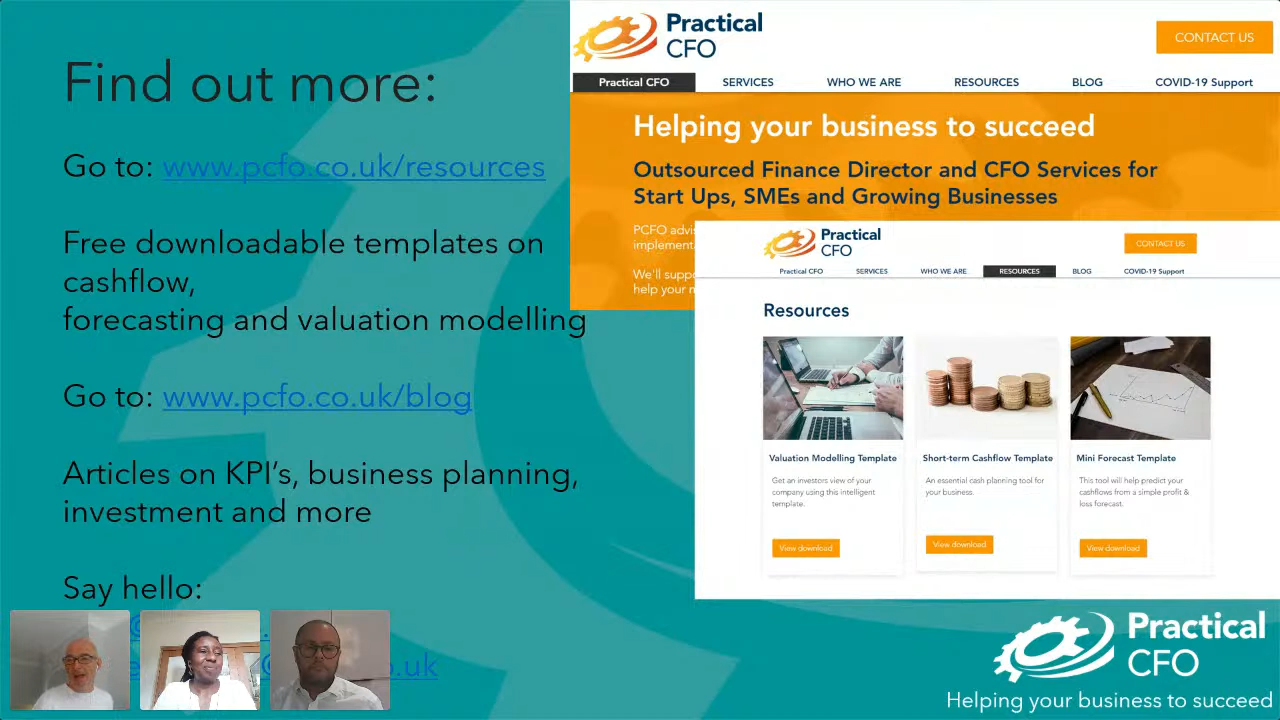 Find out more:
Go to: www.pcfo.co.uk/resources
Free downloadable templates on
cashflow,
forecasting and valuation modelling
Go to: www.pcfo.co.uk/blog
Articles on KPI's, business planning,
investment and more
Say hello:
Practical
CFO
CONTACT US
Practical CFO SERVICES WHO WE ARE RESOURCES BLOG COVID-19 Support
Helping your business to succeed
Outsourced Finance Director and CFO Services for
Start Ups, SMEs and Growing Businesses
PCFO
We'll
help your
Practical
CFO
CONTACT US
Practical CFO SERVICES WHO WE ARE RESOURCES BLOG COVID-19 Support
Resources
Valuation Modelling Template
Get an investors view of your
company using this intelligent
template.
View download
Short-term Cashflow Template
An essential cash planning tool for
your business.
View download
Mini Forecast Template
This tool will help predict your
cashflows from a simple profit &
loss forecast.
View download
Practical
CFO
Helping your business to succeed